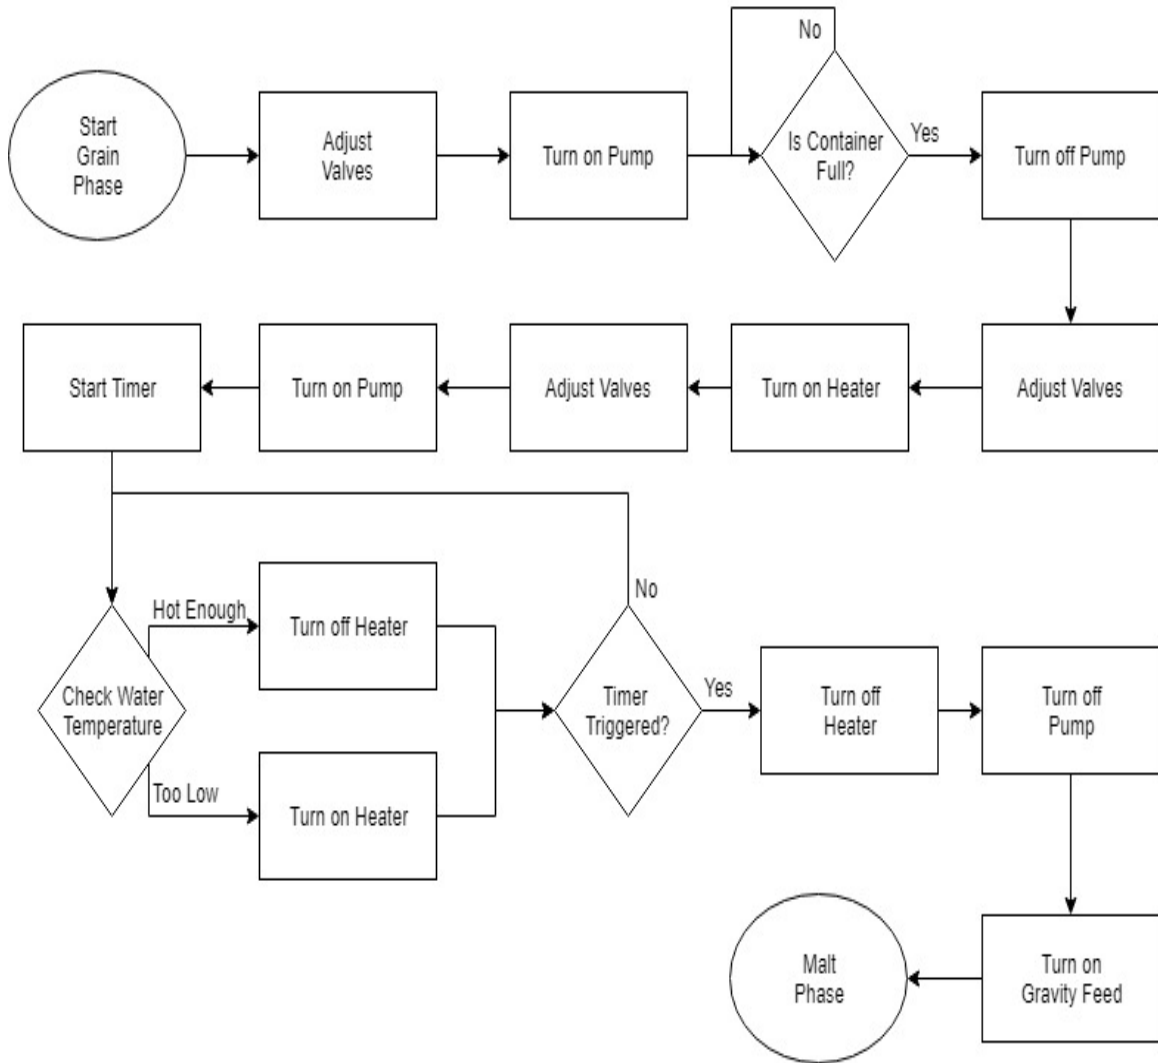 No
Start
Grain
Phase
Adjust
Valves
Turn on Pump
Is Container
Full?
Yes
Turn off Pump
Start Timer
Turn on Pump
Adjust Valves
Turn on Heater
Adjust Valves
Hot Enough
Turn off Heater
No
Check Water
Temperature
Timer
Triggered?
Yes
Turn off
Heater
Turn off
Pump
Too Low
Turn on Heater
Malt
Phase
Turn on
Gravity Feed